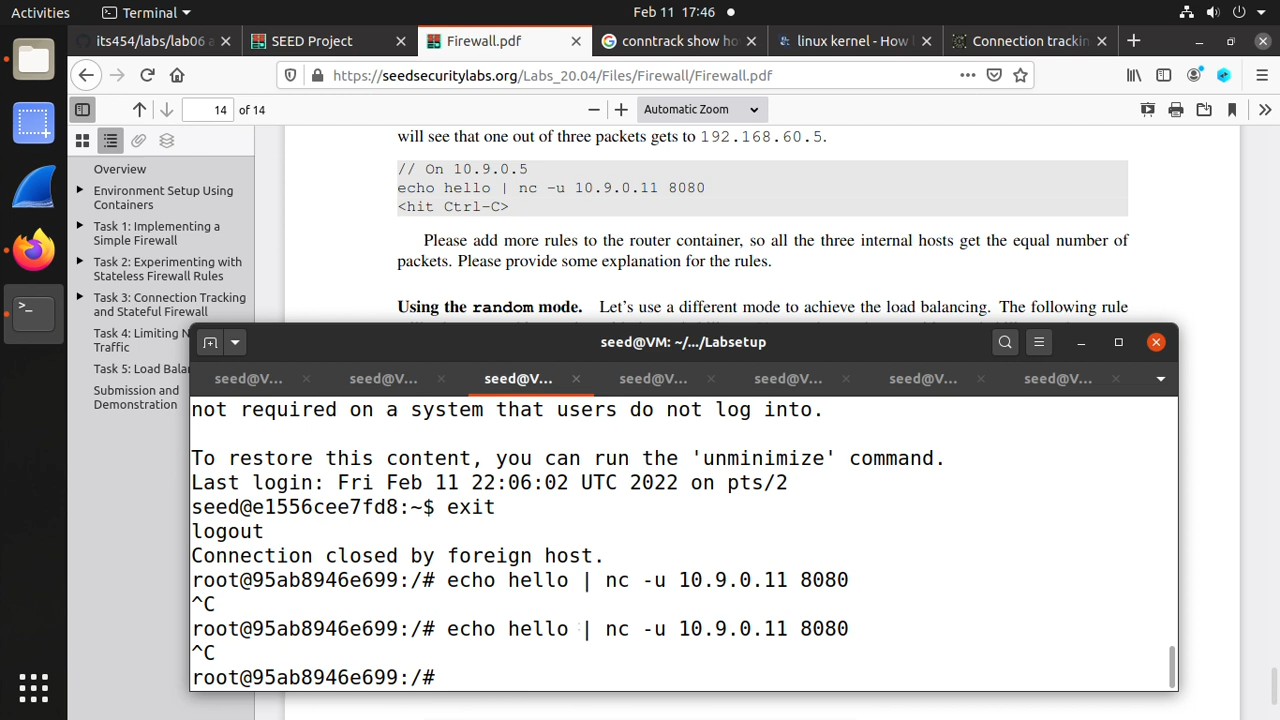 Activities
Terminal
Feb 11 17:46
its454/labs/lab06 a
SEED Project
Firewall.pdf
conntrack show ho
linux kernel - How l
Connection trackin
https://seedsecuritylabs.org/Labs_20.04/Files/Firewall/Firewall.pdf
14
of 14
Automatic Zoom
Overview
Environment Setup Using
Containers
Task 1: Implementing a
Simple Firewall
Task 2: Experimenting with
Stateless Firewall Rules
Task 3: Connection Tracking
and Stateful Firewall
Task 4: Limiting N
Traffic
Task 5: Load Bala
Submission and
Demonstration
will see that one out of three packets gets to 192.168.60.5.
// On 10.9.0.5
echo hello | nc -u 10.9.0.11 8080
<hit Ctrl-C>
Please add more rules to the router container, so all the three internal hosts get the equal number of
packets. Please provide some explanation for the rules.
Using the random mode. Let's use a different mode to achieve the load balancing. The following rule
seed@VM: ~/.../Labsetup
seed@V...
seed@V...
seed@V...
seed@V...
seed@V...
seed@V...
seed@V...
not required on a system that users do not log into.
To restore this content, you can run the 'unminimize' command.
Last login: Fri Feb 11 22:06:02 UTC 2022 on pts/2
seed@e1556cee7fd8:~$ exit
logout
Connection closed by foreign host.
root@95ab8946e699:/# echo hello | nc -u 10.9.0.11 8080
^C
root@95ab8946e699:/# echo hello | nc -u 10.9.0.11 8080
^C
root@95ab8946e699:/#